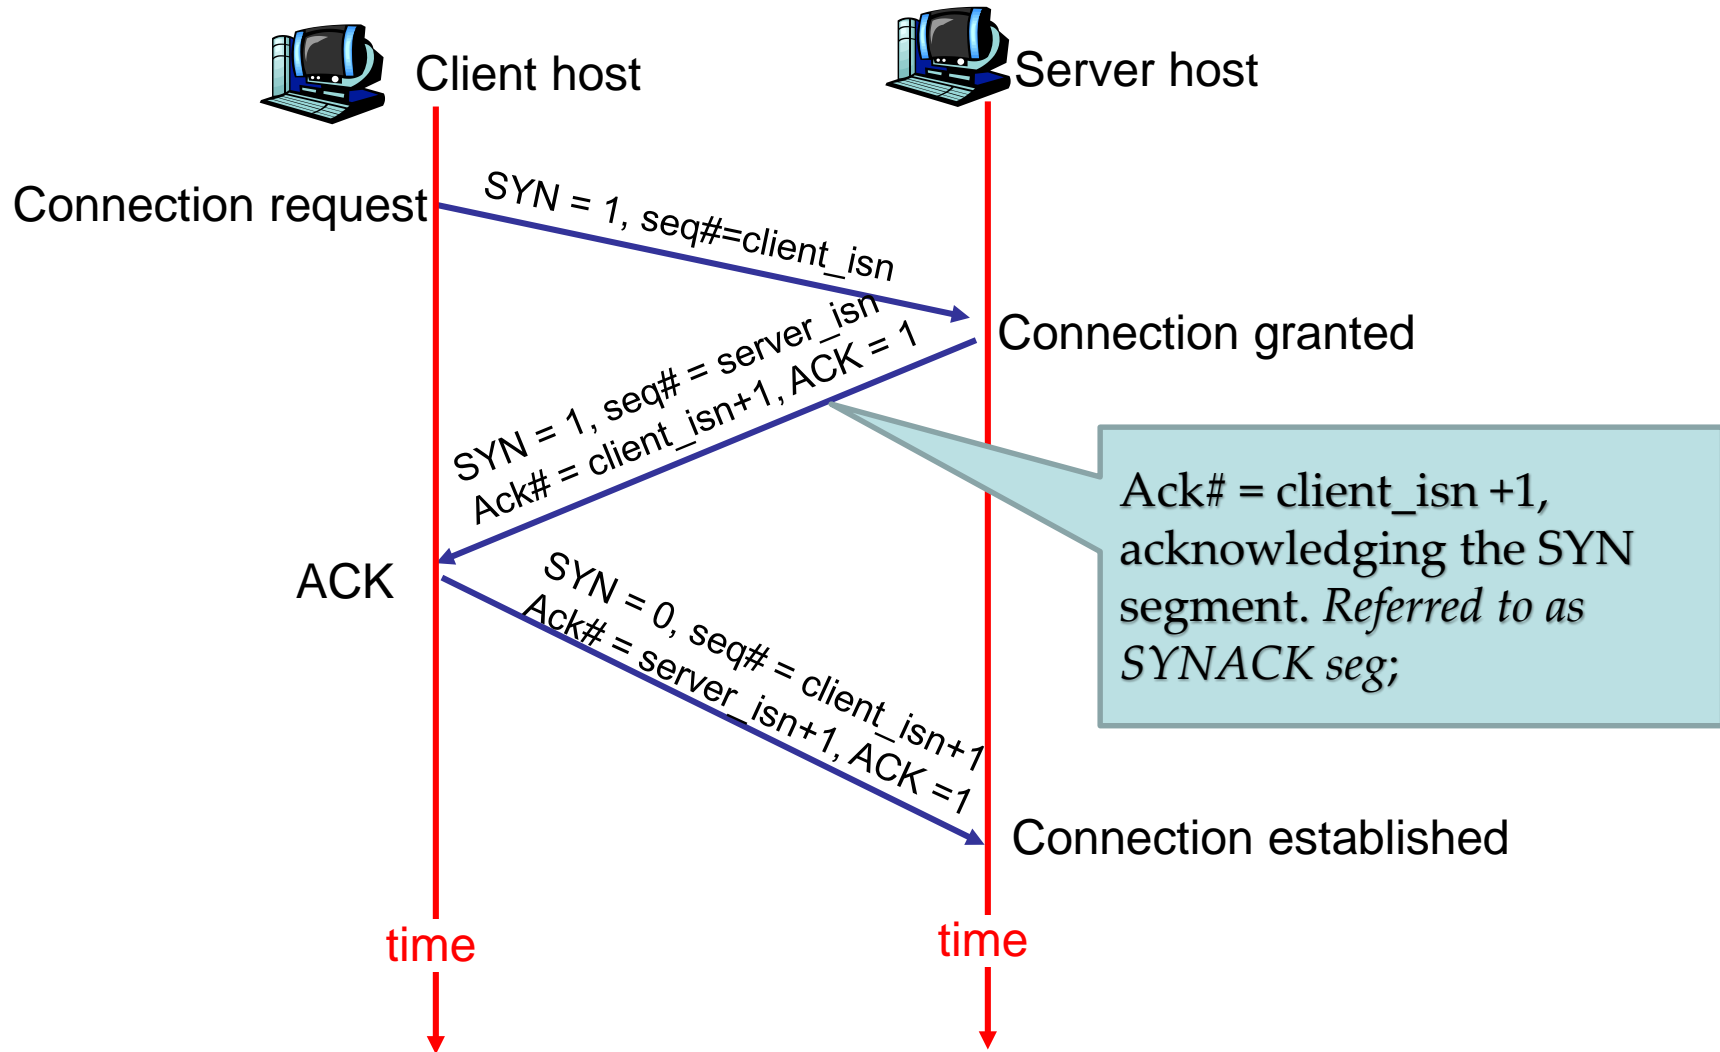 Client host
Server host
Connection request
SYN = 1, seq#=client_isn
Connection granted
SYN = 1, seq# = server_isn
Ack# = client_isn+1, ACK = 1
Ack# = client_isn +1,
acknowledging the SYN
segment. Referred to as
SYNACK seg;
ACK
SYN = 0, seq# = client_isn+1
Ack# = server_isn+1, ACK =1
Connection established
time
time